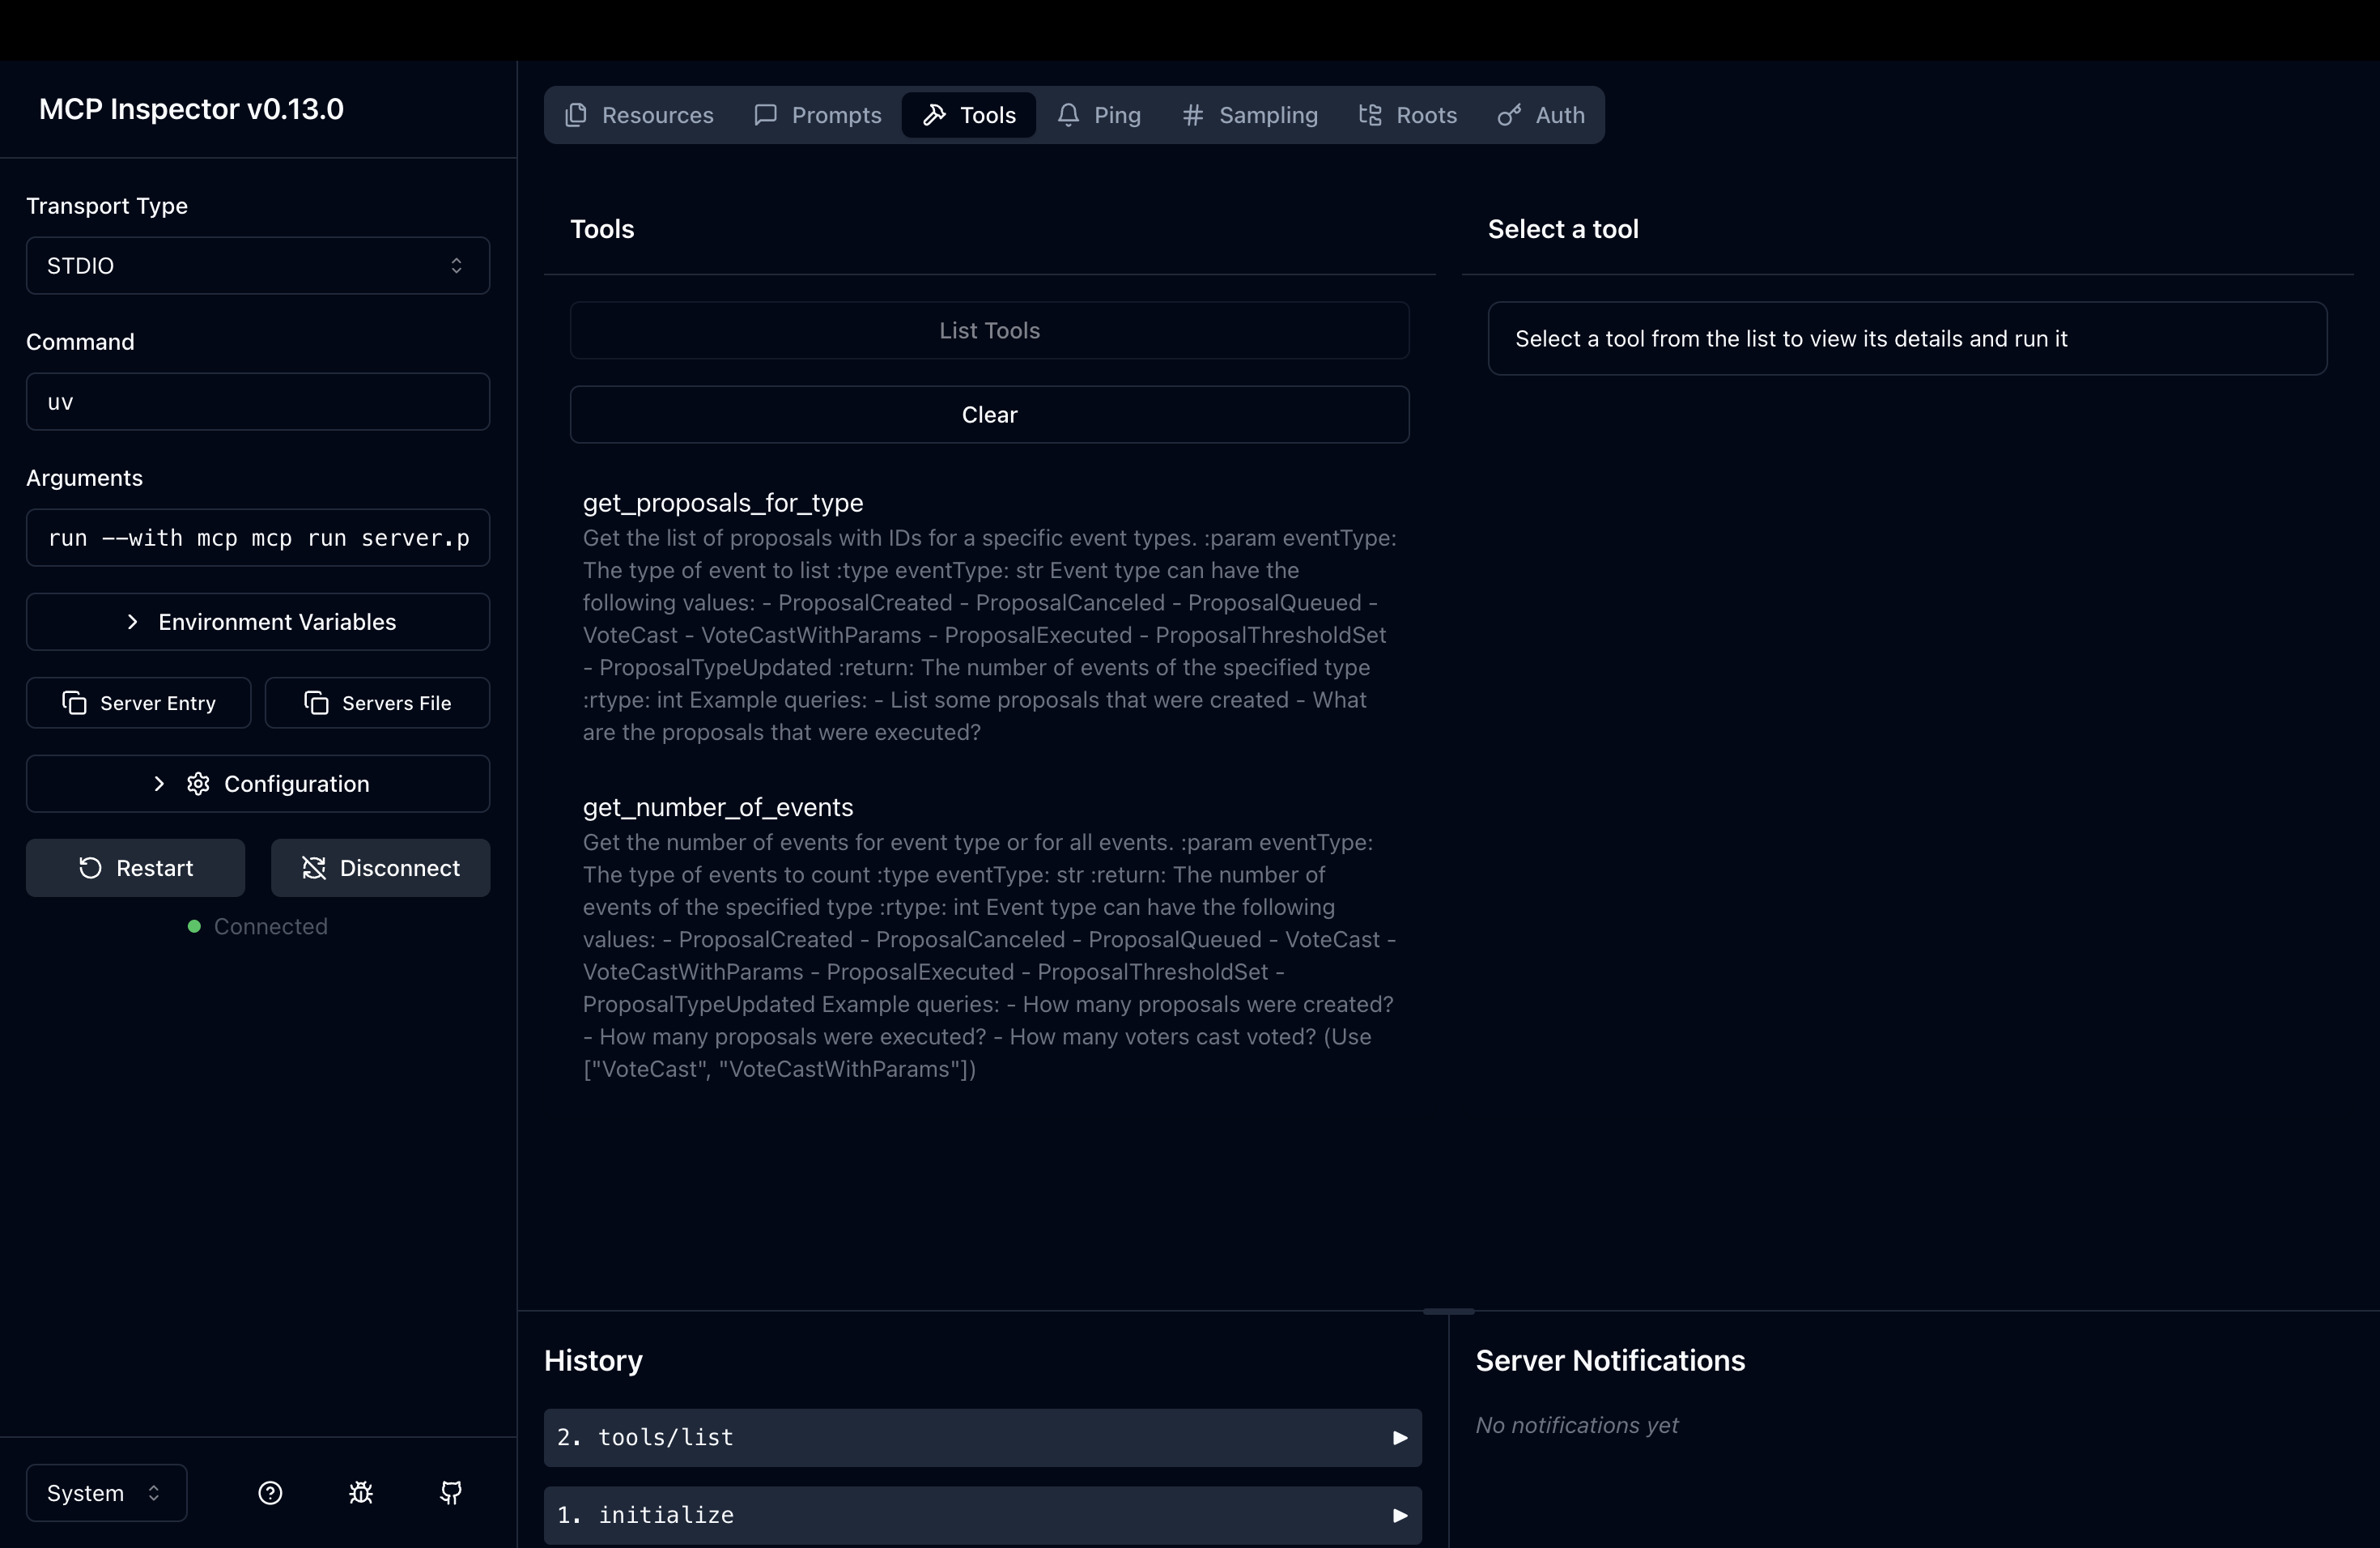 MCP Inspector v0.13.0
Transport Type
STDIO
Command
uv
Arguments
run --with mcp mcp run server.p
Environment Variables
Server Entry
Servers File
Configuration
Restart
Disconnect
Connected
System
Resources
Prompts
Tools
Ping
Sampling
Roots
Auth
Tools
List Tools
Clear
get_proposals_for_type
Get the list of proposals with IDs for a specific event types. :param eventType:
The type of event to list :type eventType: str Event type can have the
following values: - ProposalCreated - ProposalCanceled - ProposalQueued -
VoteCast - VoteCastWithParams - ProposalExecuted - ProposalThresholdSet
- ProposalTypeUpdated :return: The number of events of the specified type
:rtype: int Example queries: - List some proposals that were created - What
are the proposals that were executed?
get_number_of_events
Get the number of events for event type or for all events. :param eventType:
The type of events to count :type eventType: str :return: The number of
events of the specified type :rtype: int Event type can have the following
values: - ProposalCreated - ProposalCanceled - ProposalQueued - VoteCast -
VoteCastWithParams - ProposalExecuted - ProposalThresholdSet -
ProposalTypeUpdated Example queries: - How many proposals were created?
- How many proposals were executed? - How many voters cast voted? (Use
["VoteCast", "VoteCastWithParams"])
Select a tool
Select a tool from the list to view its details and run it
History
2. tools/list
1. initialize
Server Notifications
No notifications yet